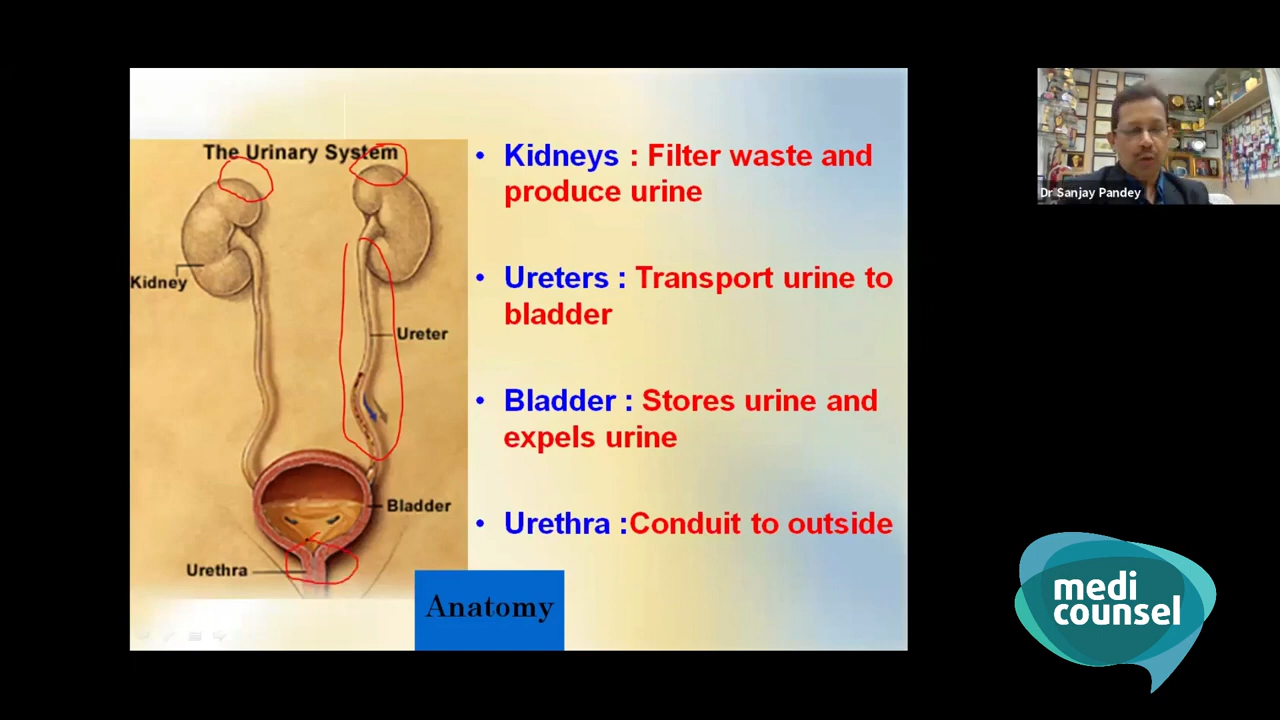 The Urinary System
Kidney
Ureter
Bladder
Urethra
• Kidneys : Filter waste and
produce urine
• Ureters : Transport urine to
bladder
• Bladder : Stores urine and
expels urine
• Urethra :Conduit to outside
Anatomy
Dr Sanjay Pandey
medi
counsel